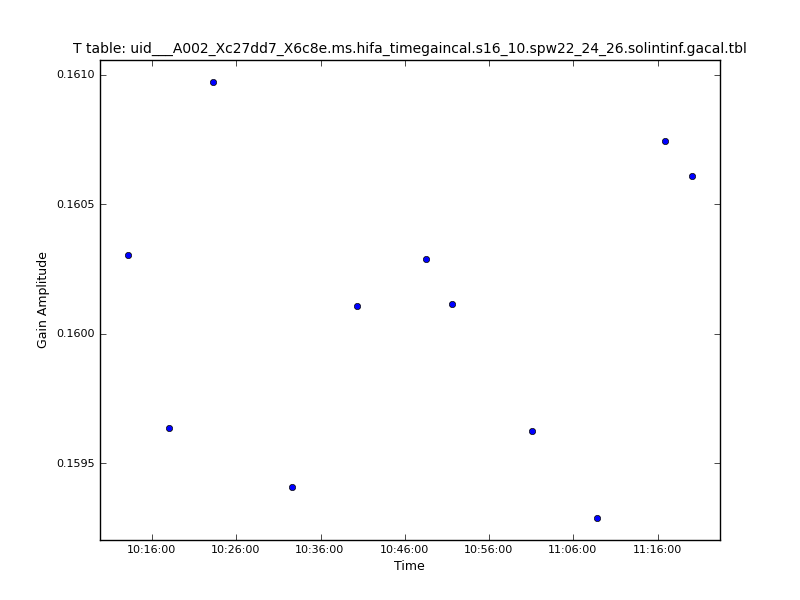 T table: uid___A002_Xc27dd7_X6c8e.ms.hifa_timegaincal.s16_10.spw22_24_26.solintinf.gacal.tbl
0.1610
0.1605
0.1600
0.1595
Gain Amplitude
10:16:00 10:26:00 10:36:00 10:46:00 10:56:00 11:06:00 11:16:00
Time